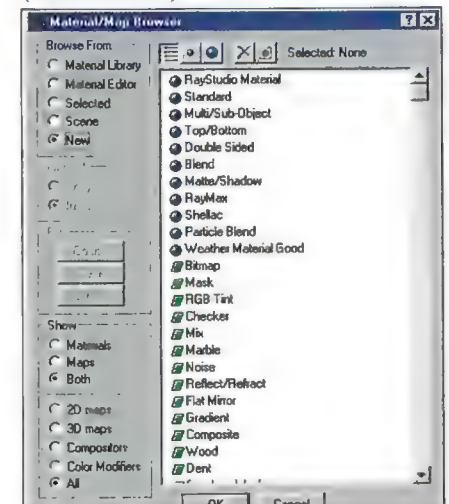 Material/Map Browser
Browse From
Material Library
Material Editor
Selected
Scene
New
Show
Materials
Maps
Both
2D maps
3D maps
Compositors
Color Modifiers
All
Selected: None
RayStudio Material
Standard
Multi/Sub-Object
Top/Bottom
Double Sided
Blend
Matte/Shadow
RayMax
Shellac
Particle Blend
Weather Material Good
Bitmap
Mask
RGB Tint
Checker
Mix
Marble
Noise
Reflect/Refract
Flat Mirror
Gradient
Composite
Wood
Dent
OK
Cancel